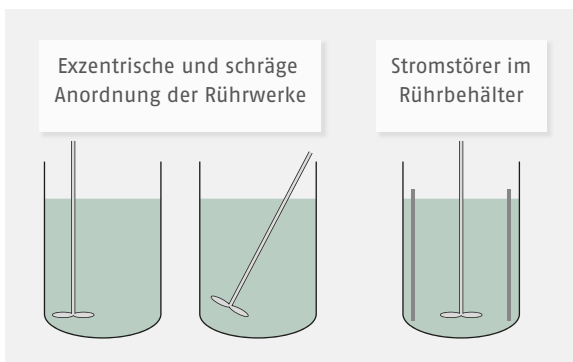 Exzentrische und schräge
Anordnung der Rührwerke
Stromstörer im
Rührbehälter